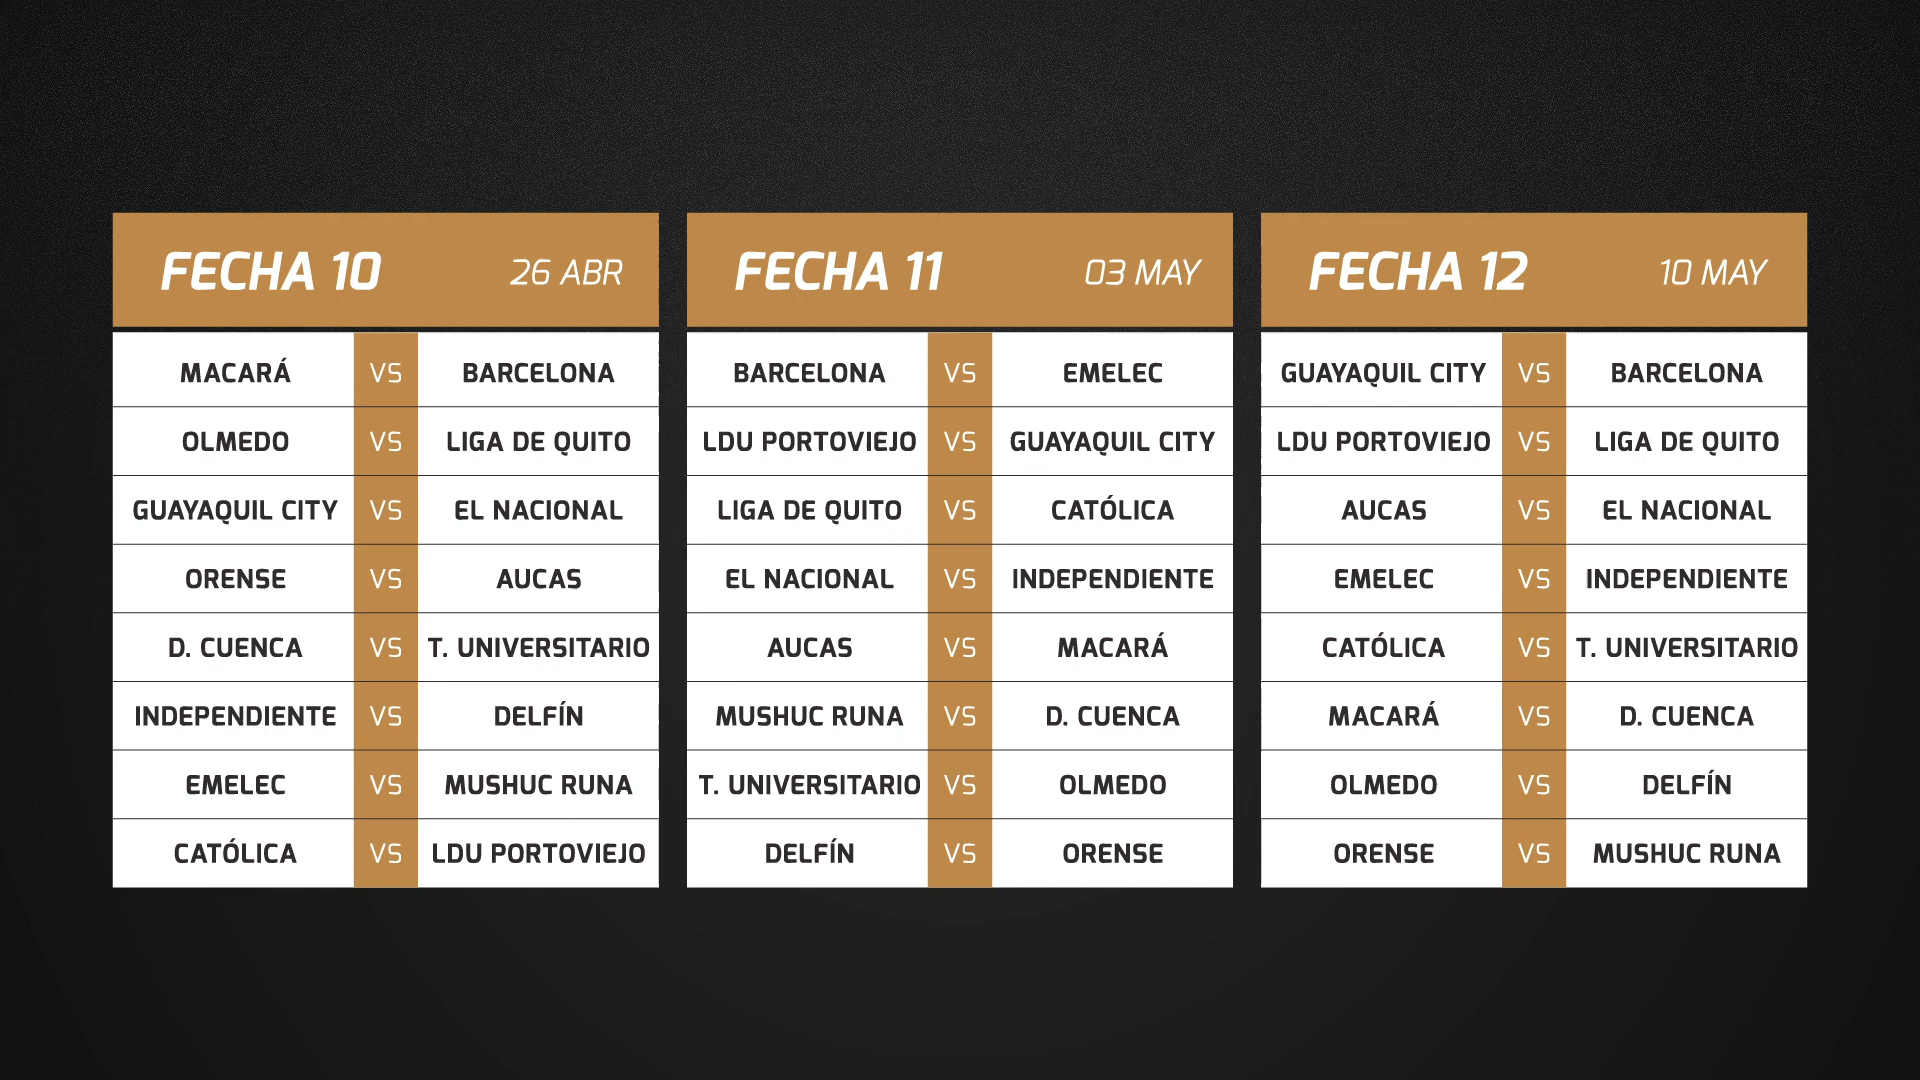 FECHA 10 26 ABR
MACARÁ VS BARCELONA
OLMEDO VS LIGA DE QUITO
GUAYAQUIL CITY VS EL NACIONAL
ORENSE VS AUCAS
D. CUENCA VS T. UNIVERSITARIO
INDEPENDIENTE VS DELFÍN
EMELEC VS MUSHUC RUNA
CATÓLICA VS LDU PORTOVIEJO
FECHA 11 03 MAY
BARCELONA VS EMELEC
LDU PORTOVIEJO VS GUAYAQUIL CITY
LIGA DE QUITO VS CATÓLICA
EL NACIONAL VS INDEPENDIENTE
AUCAS VS MACARÁ
MUSHUC RUNA VS D. CUENCA
T. UNIVERSITARIO VS OLMEDO
DELFÍN VS ORENSE
FECHA 12 10 MAY
GUAYAQUIL CITY VS BARCELONA
LDU PORTOVIEJO VS LIGA DE QUITO
AUCAS VS EL NACIONAL
EMELEC VS INDEPENDIENTE
CATÓLICA VS T. UNIVERSITARIO
MACARÁ VS D. CUENCA
OLMEDO VS DELFÍN
ORENSE VS MUSHUC RUNA